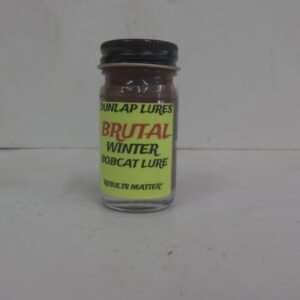 DUNLAP LURES
BRUTAL
WINTER
BOBCAT LURE
"RESULTS MATTER"